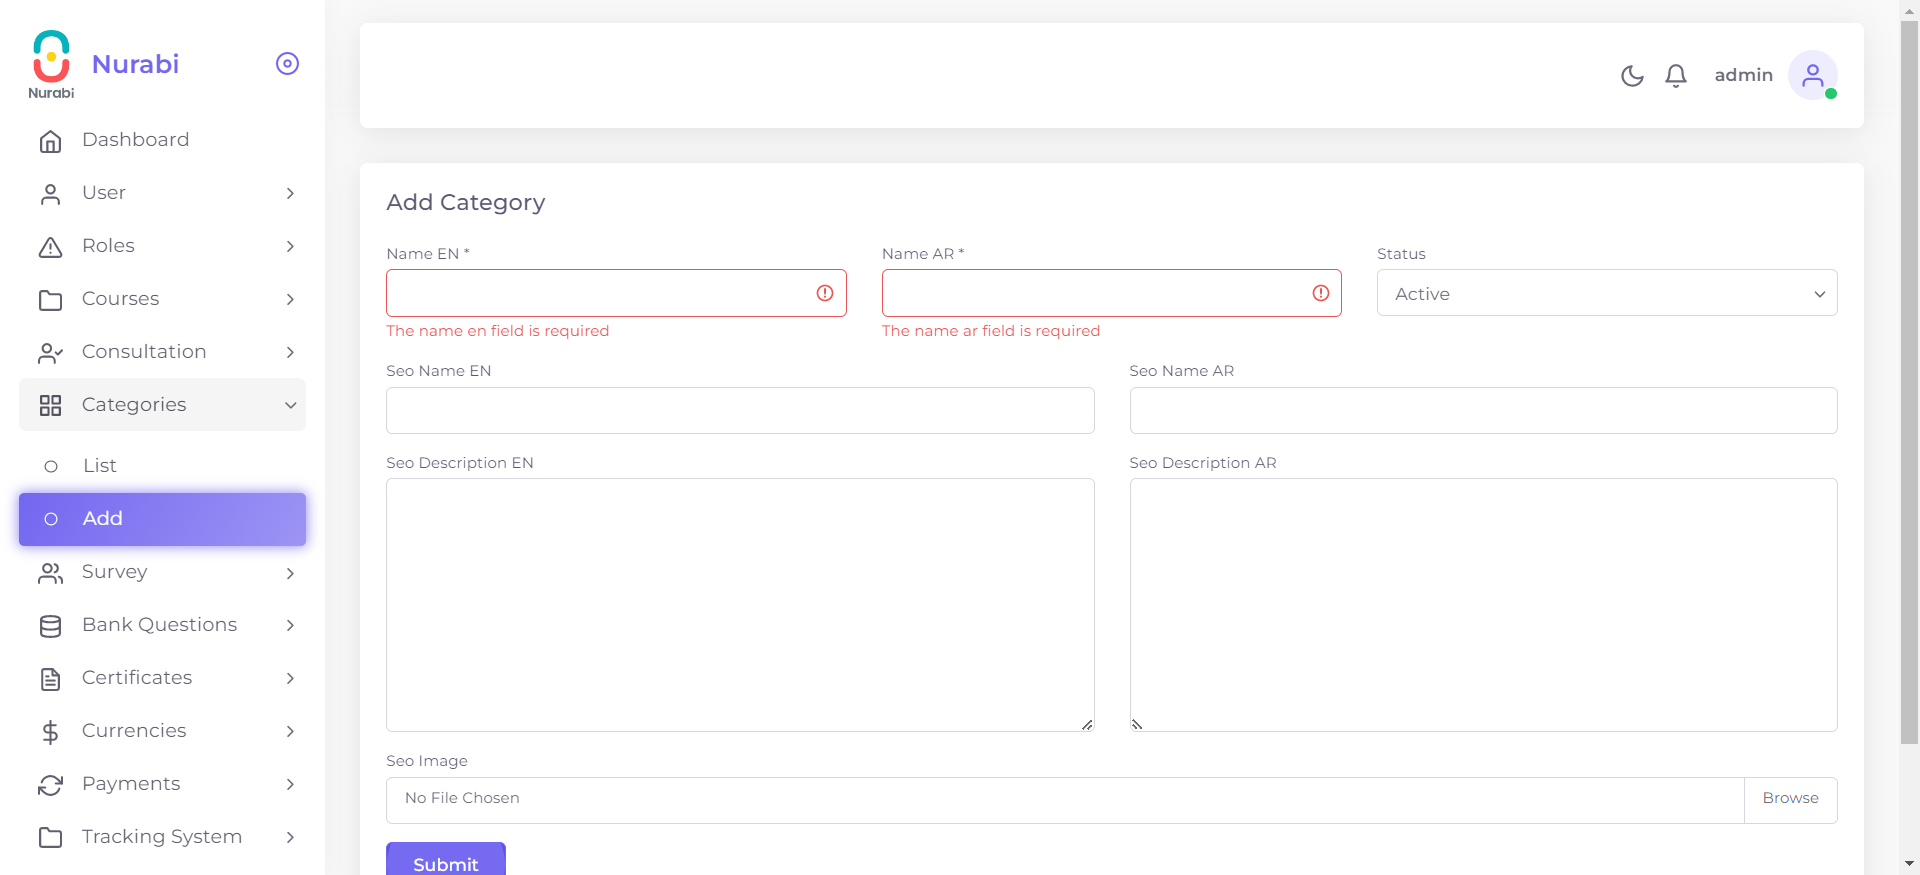 Nurabi
Nurabi
Dashboard
User
Roles
Courses
Consultation
Categories
List
Add
Survey
Bank Questions
Certificates
Currencies
Payments
Tracking System
admin
Add Category
Name EN *
Name AR *
Status
Active
The name en field is required
The name ar field is required
Seo Name EN
Seo Name AR
Seo Description EN
Seo Description AR
Seo Image
No File Chosen
Browse
Submit